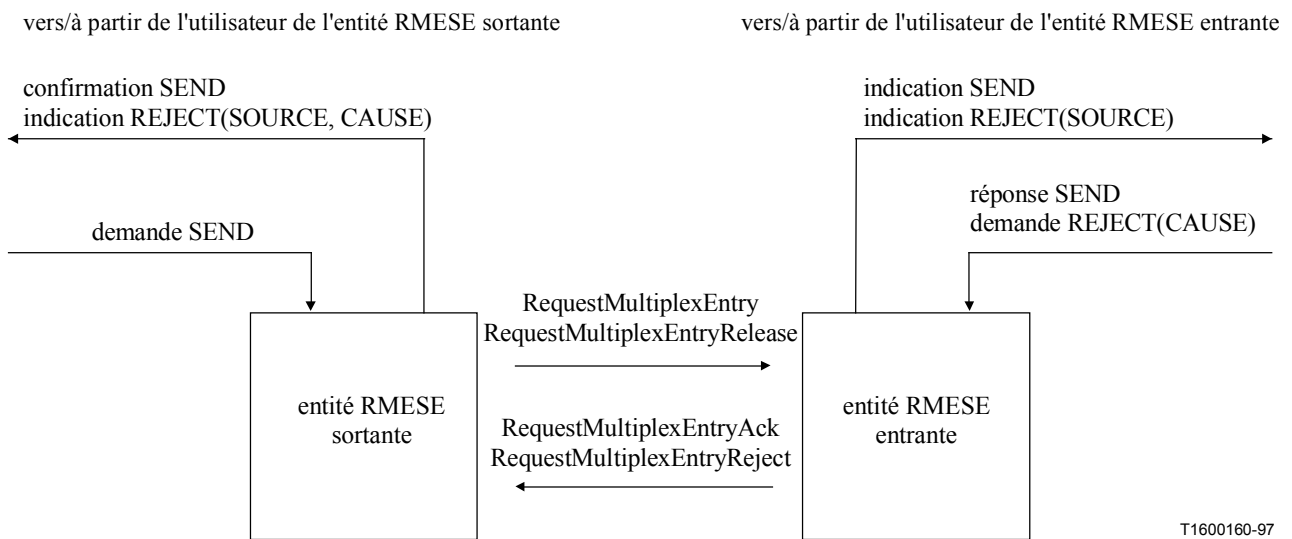 vers/à partir de l'utilisateur de l'entité RMESE sortante
vers/à partir de l'utilisateur de l'entité RMESE entrante
confirmation SEND
indication REJECT(SOURCE, CAUSE)
indication SEND
indication REJECT(SOURCE)
demande SEND
réponse SEND
demande REJECT(CAUSE)
RequestMultiplexEntry
RequestMultiplexEntryRelease
entité RMESE
sortante
RequestMultiplexEntryAck
RequestMultiplexEntryReject
entité RMESE
entrante
T1600160-97